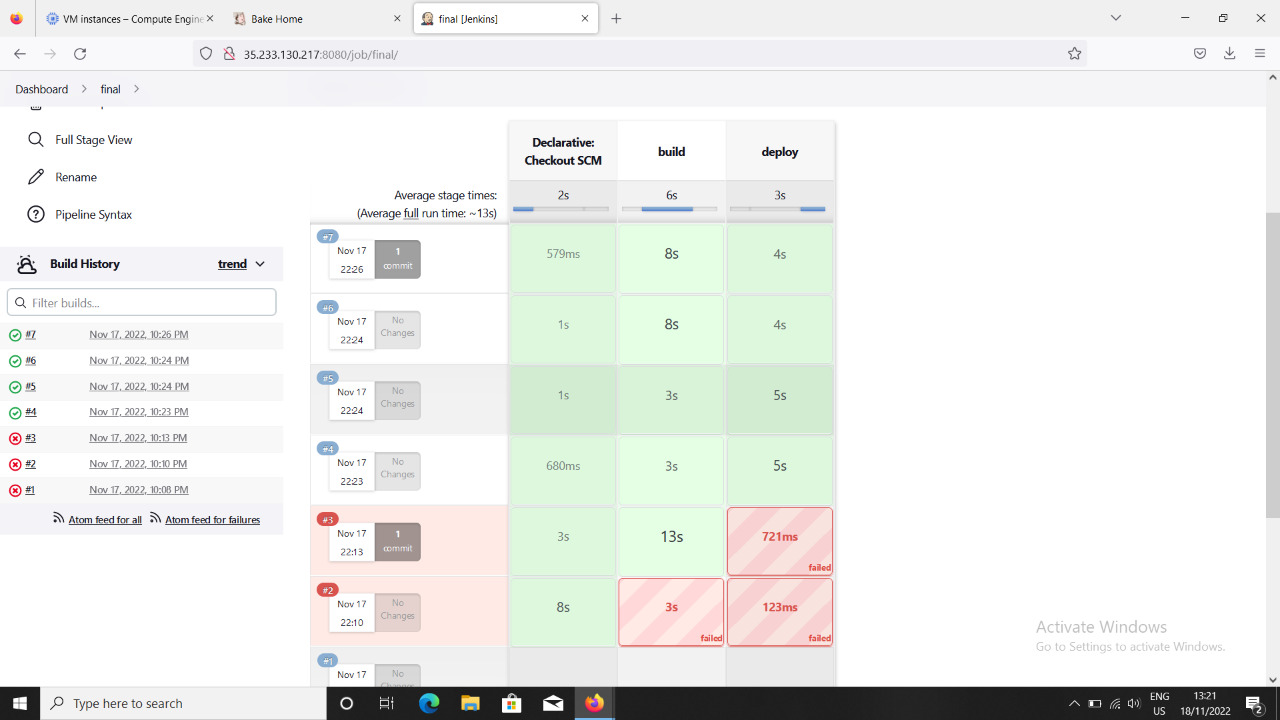 VM instances – Compute Engine
Bake Home
final [Jenkins]
35.233.130.217:8080/job/final/
Dashboard
final
Full Stage View
Rename
Pipeline Syntax
Build History
trend
Filter builds...
#7 Nov 17, 2022, 10:26 PM
#6 Nov 17, 2022, 10:24 PM
#5 Nov 17, 2022, 10:24 PM
#4 Nov 17, 2022, 10:23 PM
#3 Nov 17, 2022, 10:13 PM
#2 Nov 17, 2022, 10:10 PM
#1 Nov 17, 2022, 10:08 PM
Atom feed for all Atom feed for failures
Declarative:
Checkout SCM
build
deploy
Average stage times:
(Average full run time: ~13s)
2s
6s
3s
#7
Nov 17
22:26
1
commit
579ms
8s
4s
#6
Nov 17
22:24
No
Changes
1s
8s
4s
#5
Nov 17
22:24
No
Changes
1s
3s
5s
#4
Nov 17
22:23
No
Changes
680ms
3s
5s
#3
Nov 17
22:13
1
commit
3s
13s
721ms
failed
#2
Nov 17
22:10
No
Changes
8s
3s
failed
123ms
failed
#1
Nov 17
No
Changes
Activate Windows
Go to Settings to activate Windows.
Type here to search
ENG
US
13:21
18/11/2022
2